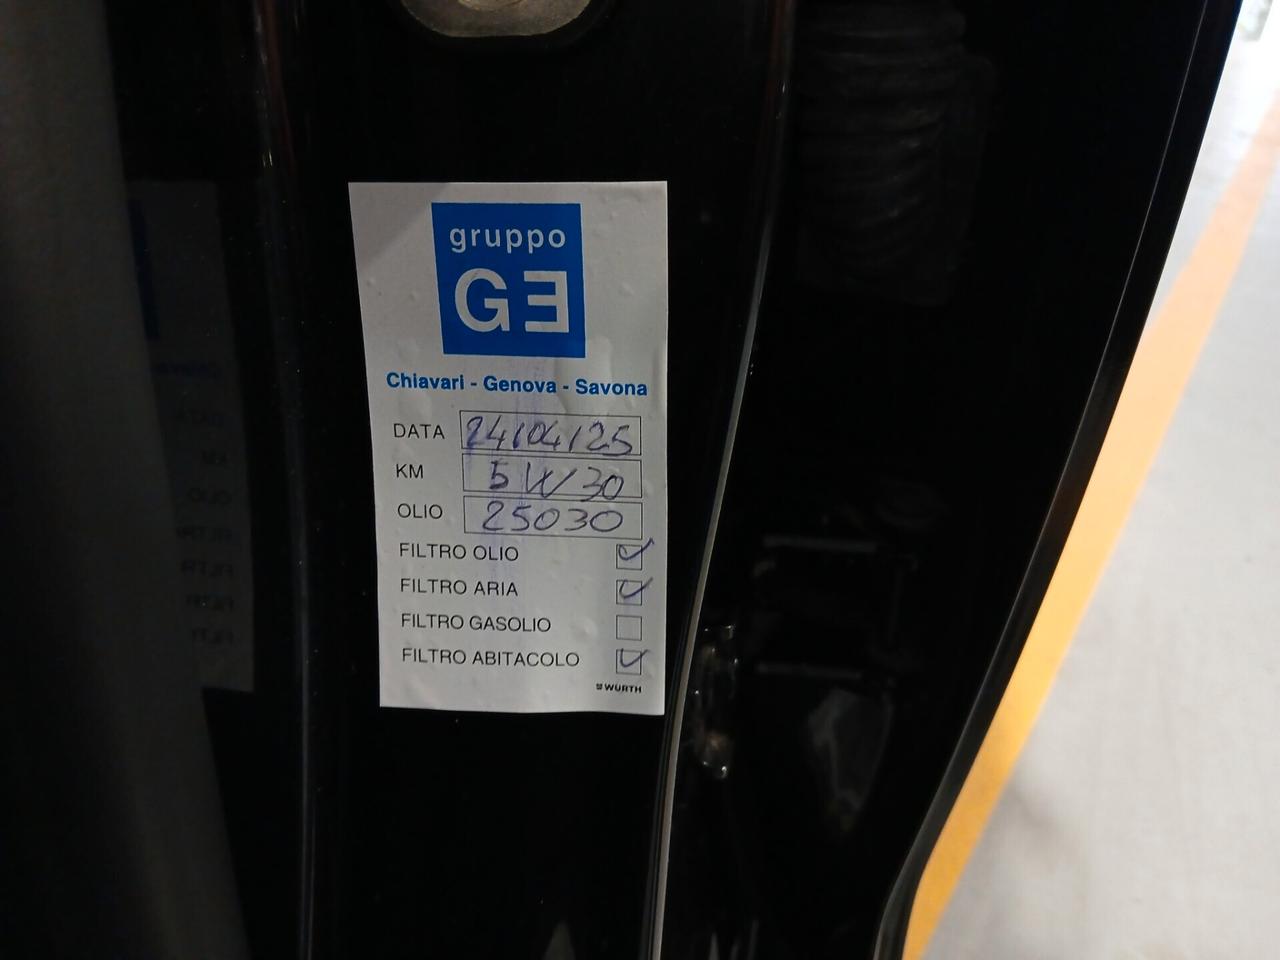 gruppo
GE
Chiavari - Genova - Savona
DATA 24/04/25
KM 5W30
OLIO 25030
FILTRO OLIO ✓
FILTRO ARIA ✓
FILTRO GASOLIO
FILTRO ABITACOLO ✓
WÜRTH